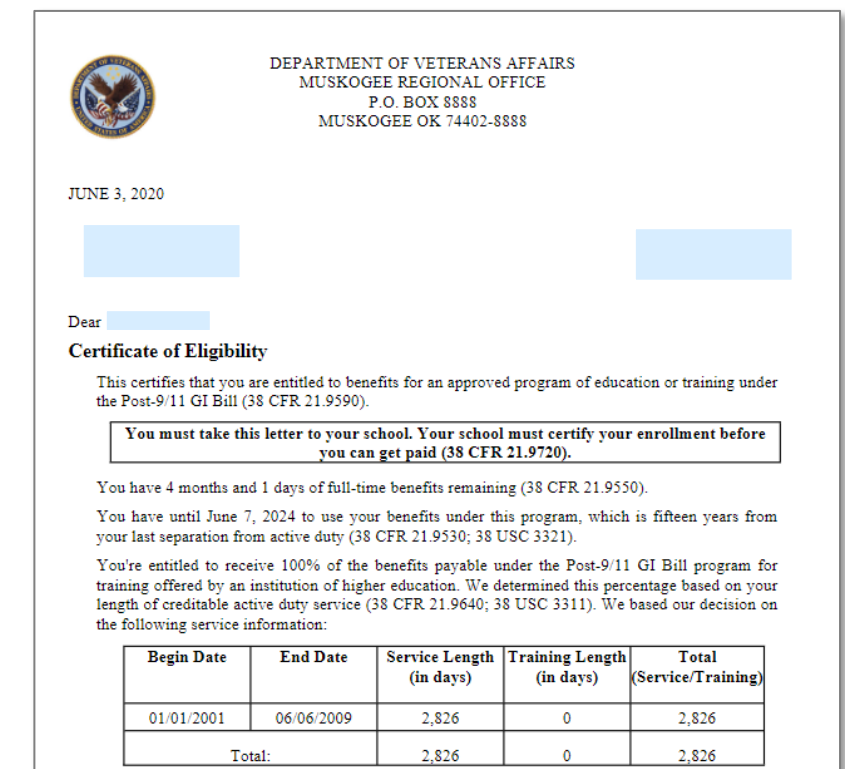 DEPARTMENT OF VETERANS AFFAIRS
MUSKOGEE REGIONAL OFFICE
P.O. BOX 8888
MUSKOGEE OK 74402-8888
JUNE 3, 2020
Dear
Certificate of Eligibility
This certifies that you are entitled to benefits for an approved program of education or training under
the Post-9/11 GI Bill (38 CFR 21.9590).
You must take this letter to your school. Your school must certify your enrollment before
you can get paid (38 CFR 21.9720).
You have 4 months and 1 days of full-time benefits remaining (38 CFR 21.9550).
You have until June 7, 2024 to use your benefits under this program, which is fifteen years from
your last separation from active duty (38 CFR 21.9530; 38 USC 3321).
You're entitled to receive 100% of the benefits payable under the Post-9/11 GI Bill program for
training offered by an institution of higher education. We determined this percentage based on your
length of creditable active duty service (38 CFR 21.9640; 38 USC 3311). We based our decision on
the following service information:
Begin Date End Date Service Length Training Length Total
(in days) (in days) (Service/Training)
01/01/2001 06/06/2009 2,826 0 2,826
Total: 2,826 0 2,826